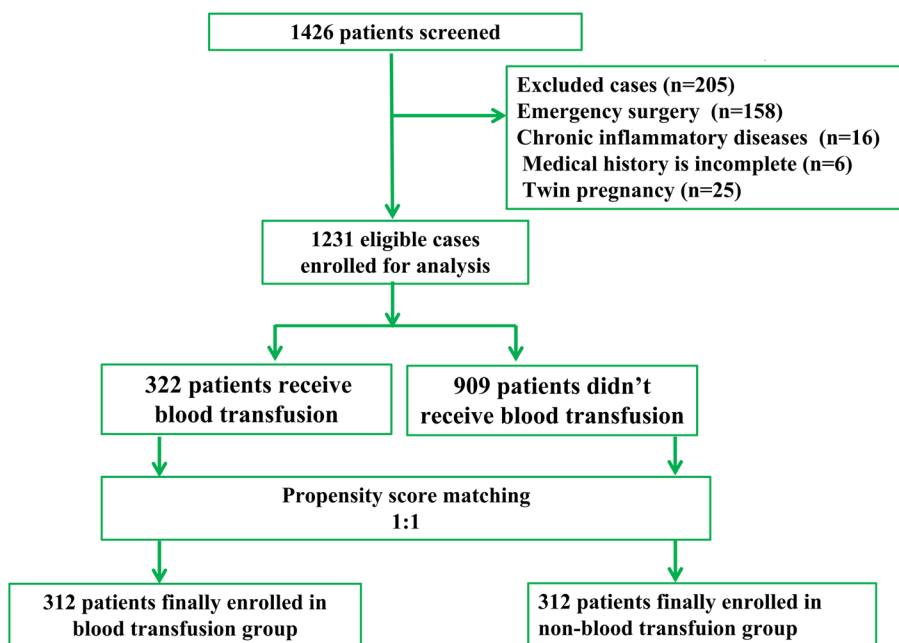 1426 patients screened
Excluded cases (n=205)
Emergency surgery (n=158)
Chronic inflammatory diseases (n=16)
Medical history is incomplete (n=6)
Twin pregnancy (n=25)
1231 eligible cases
enrolled for analysis
322 patients receive
blood transfusion
909 patients didn't
receive blood transfusion
Propensity score matching
1:1
312 patients finally enrolled in
blood transfusion group
312 patients finally enrolled in
non-blood transfuion group